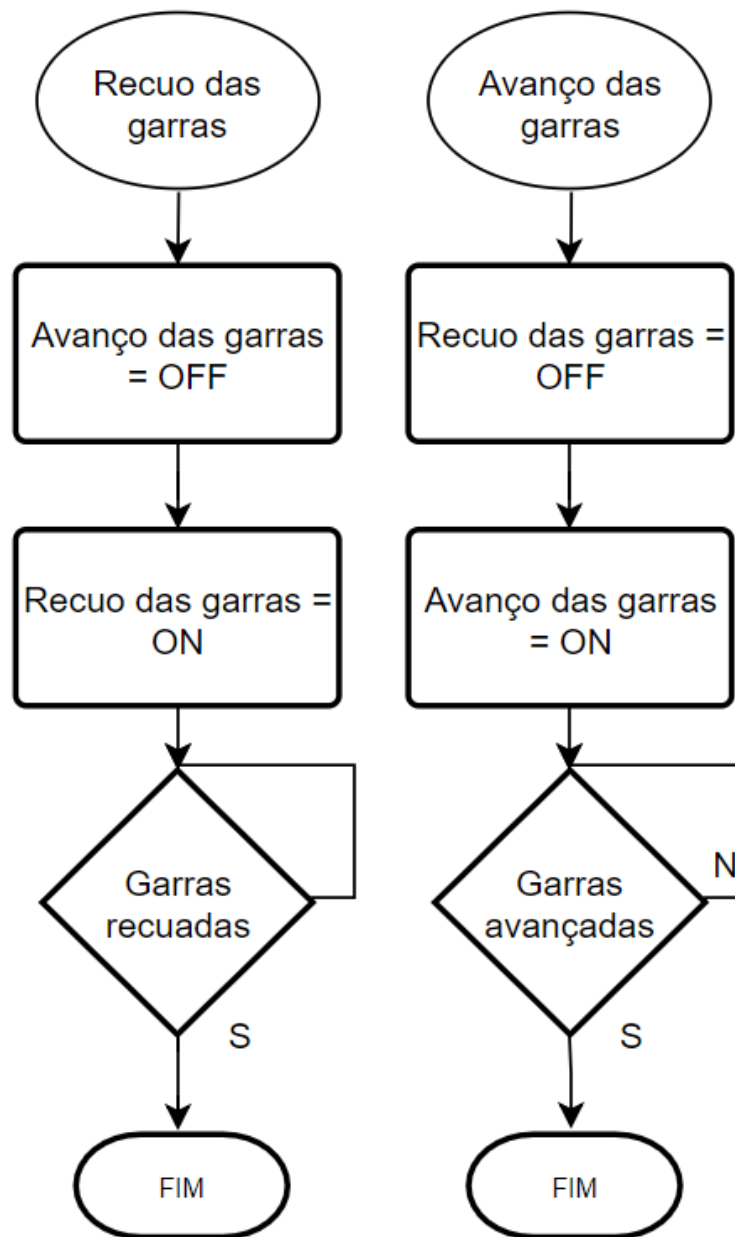 Recuo das
garras
Avanço das garras
= OFF
Recuo das garras =
ON
Garras
recuadas
S
FIM
Avanço das
garras
Recuo das garras =
OFF
Avanço das garras
= ON
N
Garras
avançadas
S
FIM